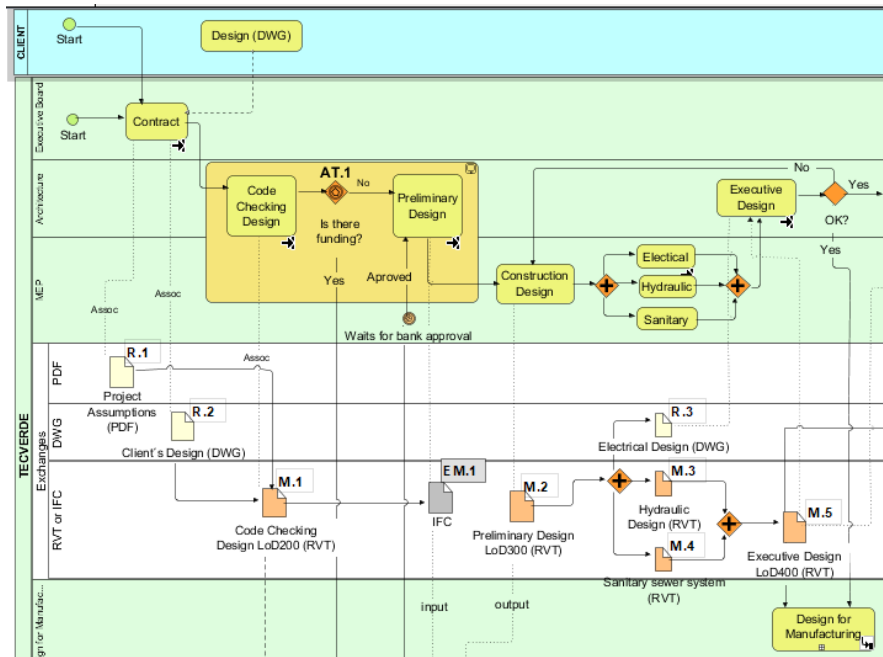 CLIENT
Start
Design (DWG)
TECVERDE
Executive Board
Start
Contract
Architecture
AT.1
Code
Checking
Design
No
Is there
funding?
Preliminary
Design
Executive
Design
No
Yes
OK?
MEP
Yes
Aproved
Waits for bank approval
Construction
Design
Electical
Hydraulic
Sanitary
Yes
Assoc
Assoc
Exchanges
PDF
R.1
Project
Assumptions
(PDF)
Assoc
DWG
R.2
Client´s Design (DWG)
R.3
Electrical Design (DWG)
RVT or IFC
M.1
Code Checking
Design LoD200 (RVT)
E M.1
IFC
M.2
Preliminary Design
LoD300 (RVT)
M.3
Hydraulic
Design (RVT)
M.4
Sanitary sewer system
(RVT)
M.5
Executive Design
LoD400 (RVT)
gn for Manufac...
input
output
Design for
Manufacturing